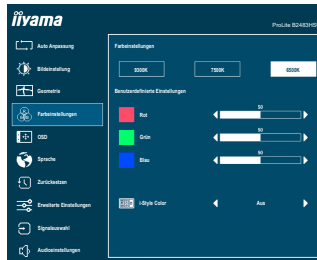 iiyama
ProLite B2483HS
Auto Anpassung
Bildeinstellung
Geometrie
Farbeinstellungen
OSD
Sprache
Zurücksetzen
Erweiterte Einstellungen
Signalauswahl
Audioeinstellungen
Farbeinstellungen
9300K 7500K 6500K
Benutzerdefinierte Einstellungen
Rot 50
Grün 50
Blau 50
i-Style Color Aus